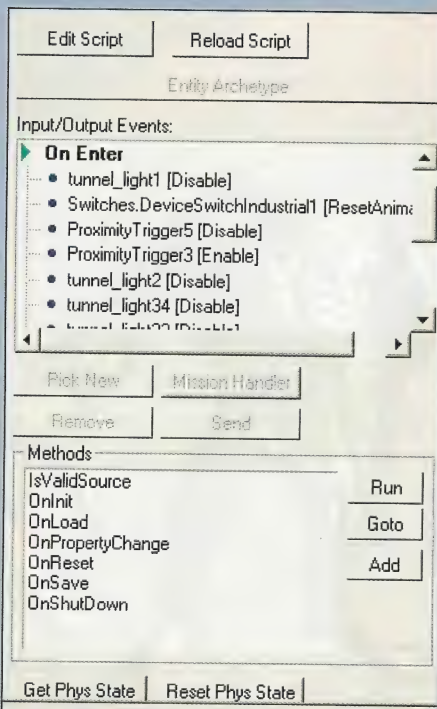 Edit Script Reload Script
Entity Archetype
Input/Output Events:
On Enter
tunnel_light1 [Disable]
Switches.DeviceSwitchIndustrial1 [ResetAnima
ProximityTrigger5 [Disable]
ProximityTrigger3 [Enable]
tunnel_light2 [Disable]
tunnel_light34 [Disable]
Pick New Mission Handler
Remove Send
Methods
IsValidSource
Run
OnInit
OnLoad
Goto
OnPropertyChange
OnReset
Add
OnSave
OnShutDown
Get Phys State Reset Phys State